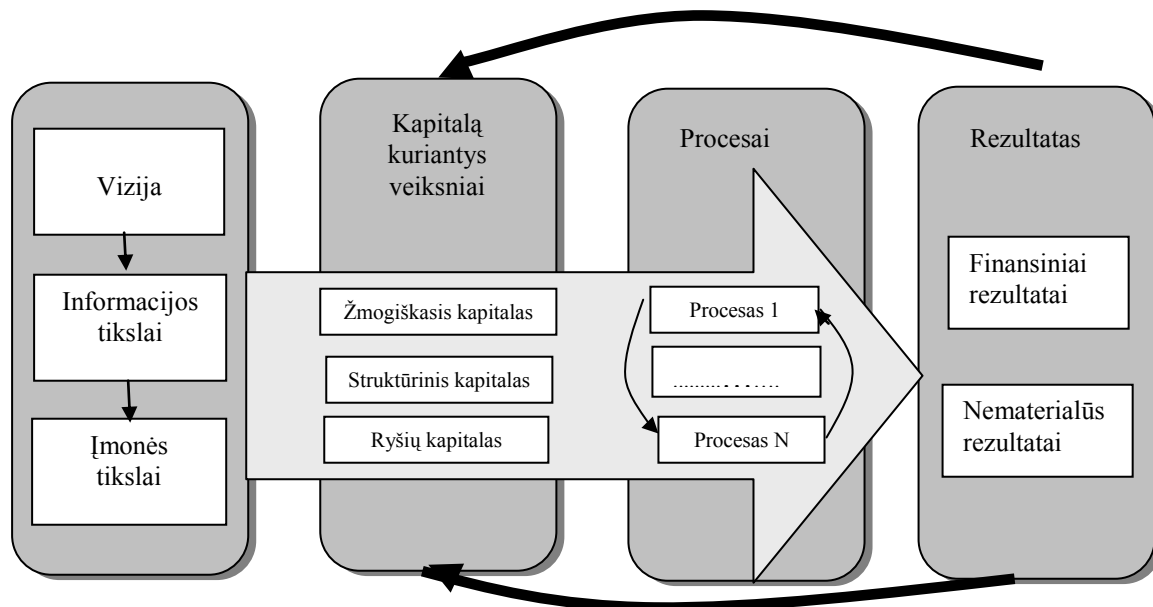 Vizija
Informacijos
tikslai
Įmonės
tikslai
Kapitalą
kuriantys
veiksniai
Žmogiškasis kapitalas
Struktūrinis kapitalas
Ryšių kapitalas
Procesai
Procesas 1
................
Procesas N
Rezultatas
Finansiniai
rezultatai
Nematerialūs
rezultatai